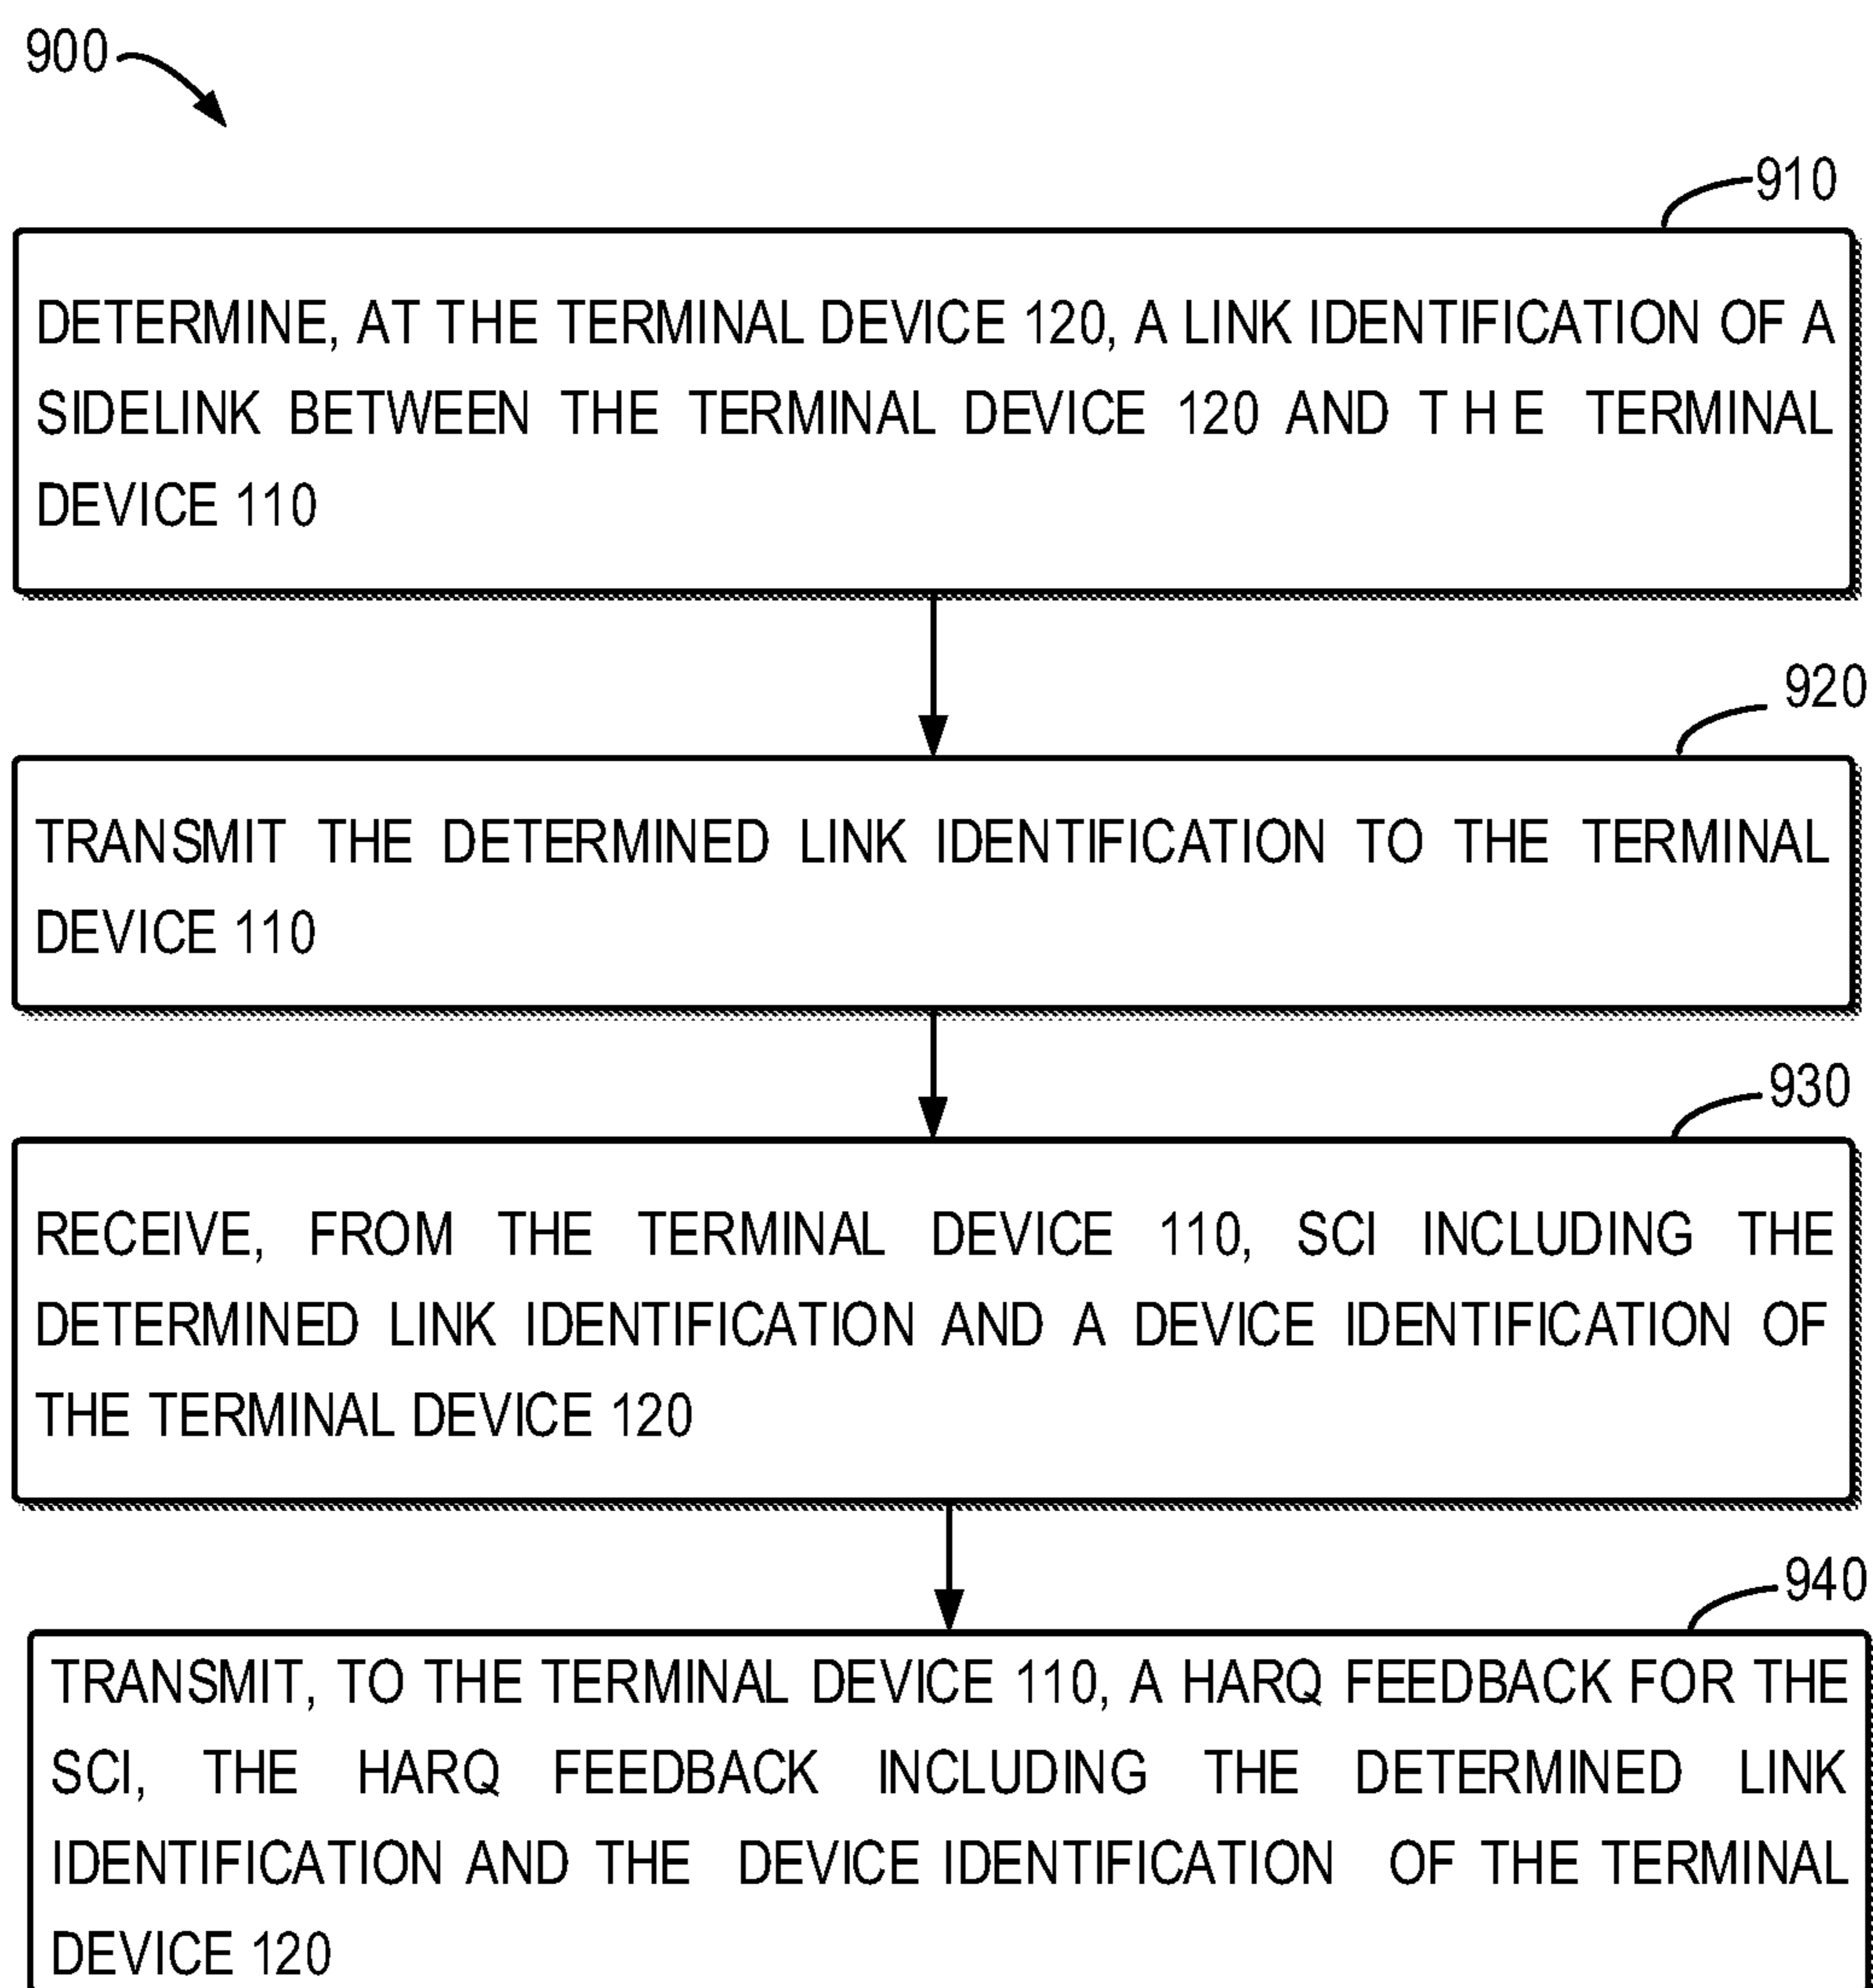 900
910
DETERMINE, AT THE TERMINAL DEVICE 120, A LINK IDENTIFICATION OF A
SIDELINK BETWEEN THE TERMINAL DEVICE 120 AND THE TERMINAL
DEVICE 110
920
TRANSMIT THE DETERMINED LINK IDENTIFICATION TO THE TERMINAL
DEVICE 110
930
RECEIVE, FROM THE TERMINAL DEVICE 110, SCI INCLUDING THE
DETERMINED LINK IDENTIFICATION AND A DEVICE IDENTIFICATION OF
THE TERMINAL DEVICE 120
940
TRANSMIT, TO THE TERMINAL DEVICE 110, A HARQ FEEDBACK FOR THE
SCI, THE HARQ FEEDBACK INCLUDING THE DETERMINED LINK
IDENTIFICATION AND THE DEVICE IDENTIFICATION OF THE TERMINAL
DEVICE 120